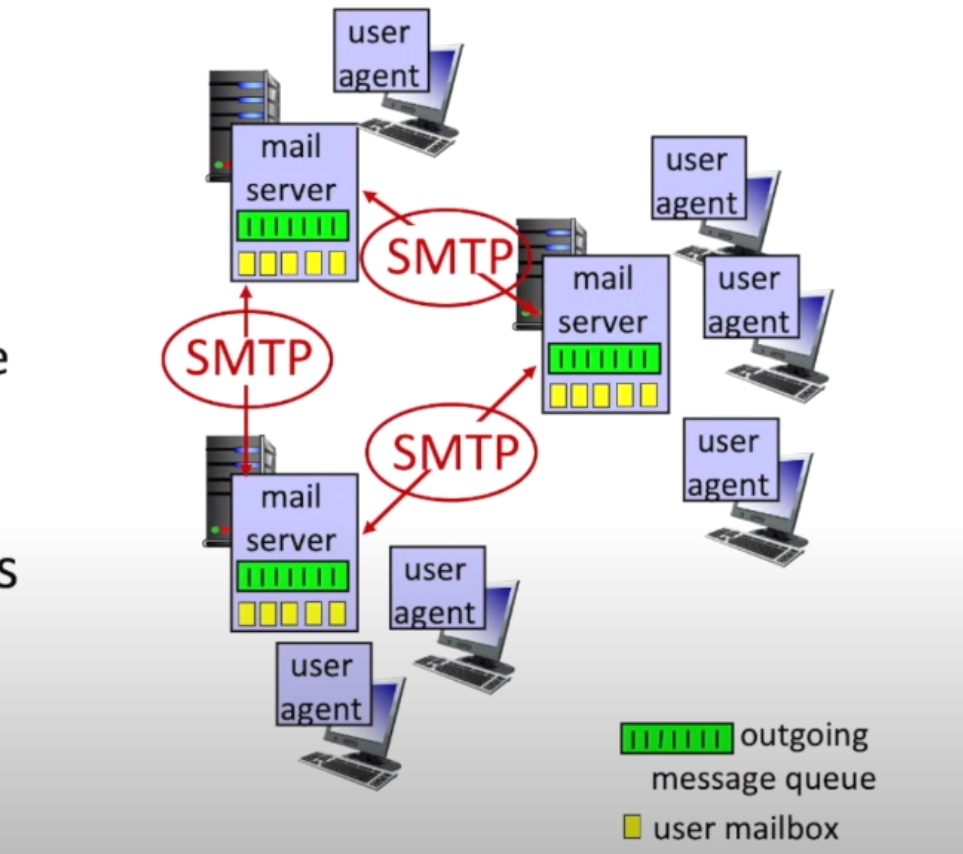 user
agent
mail
server
SMTP
user
agent
mail
server
user
agent
SMTP
e
SMTP
user
agent
mail
server
s
user
agent
user
agent
outgoing
message queue
user mailbox